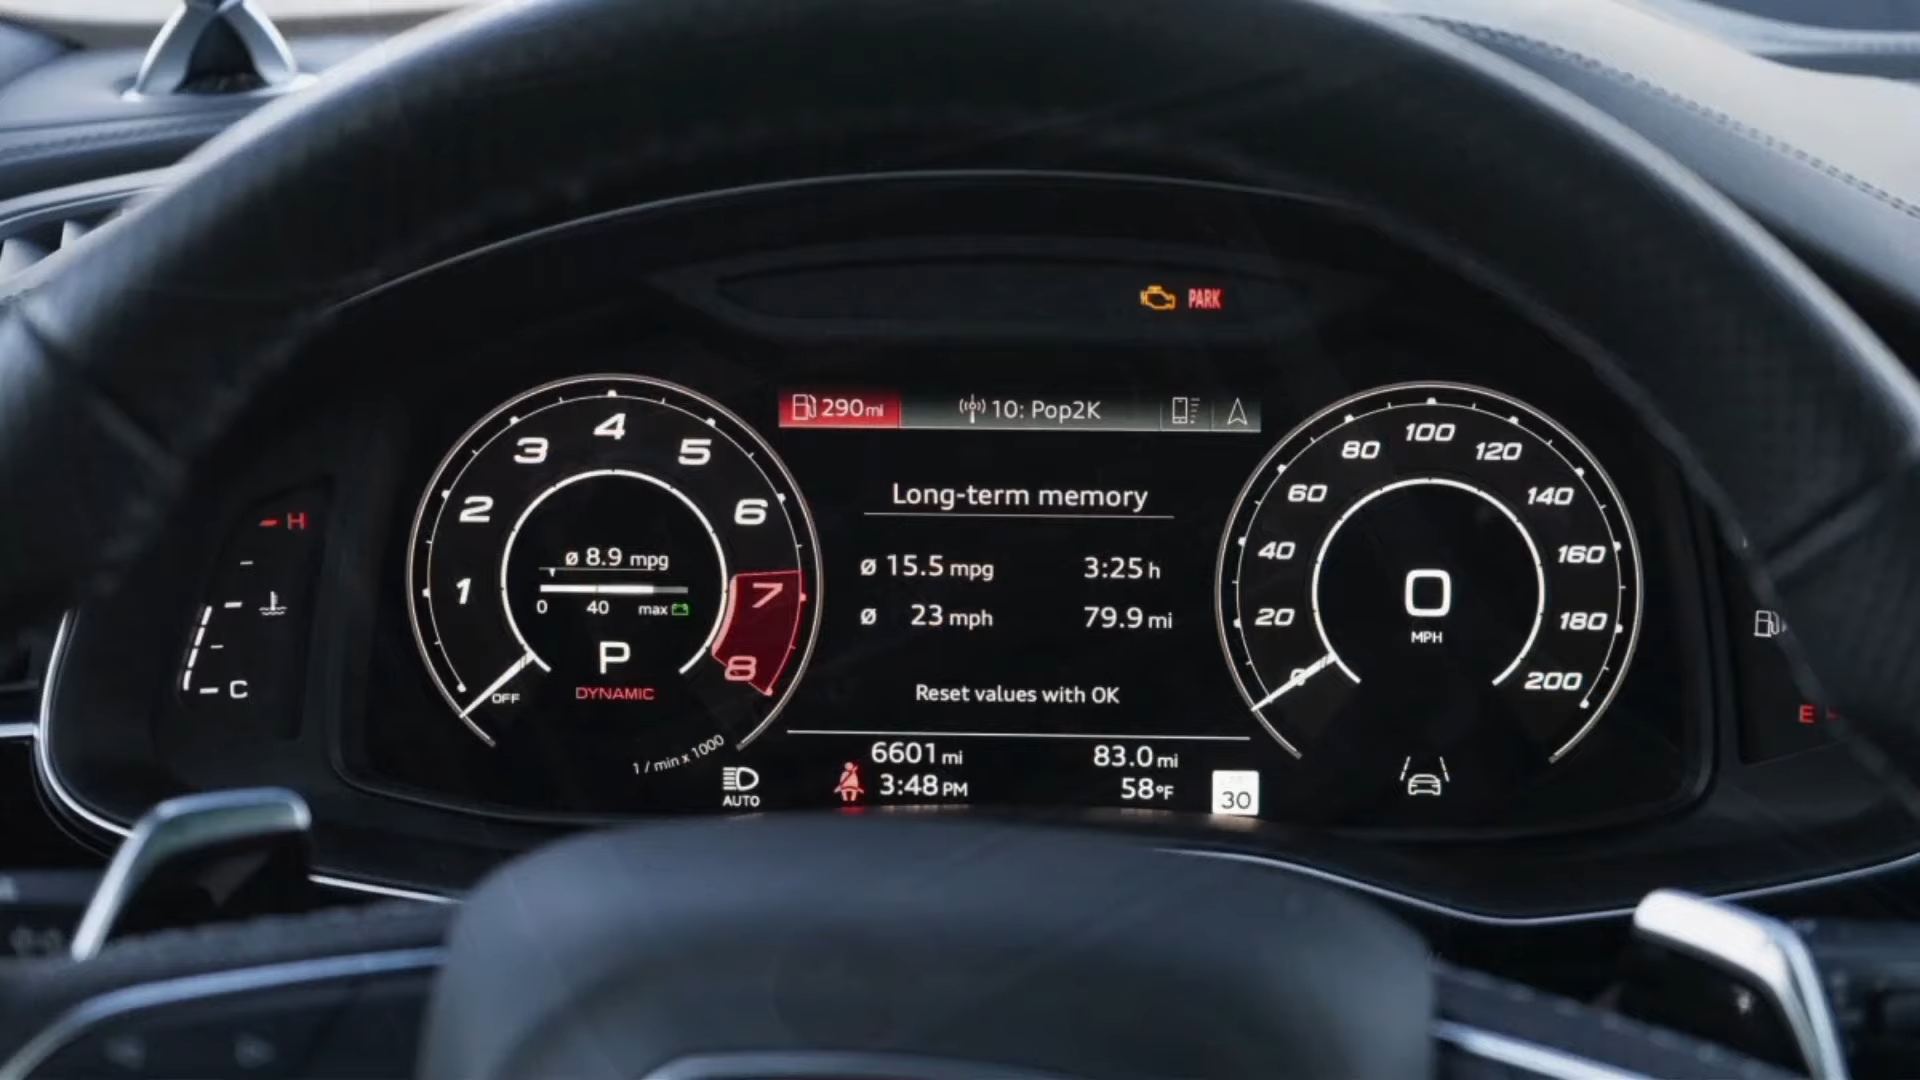 PARK
290 mi
10: Pop2K
H
C
1
2
3
4
5
6
7
8
OFF
ø 8.9 mpg
0 40 max
P
DYNAMIC
1 / min x 1000
Long-term memory
ø 15.5 mpg 3:25 h
ø 23 mph 79.9 mi
Reset values with OK
6601 mi 83.0 mi
3:48 PM 58°F
AUTO
30
0
20
40
60
80
100
120
140
160
180
200
0
MPH
E